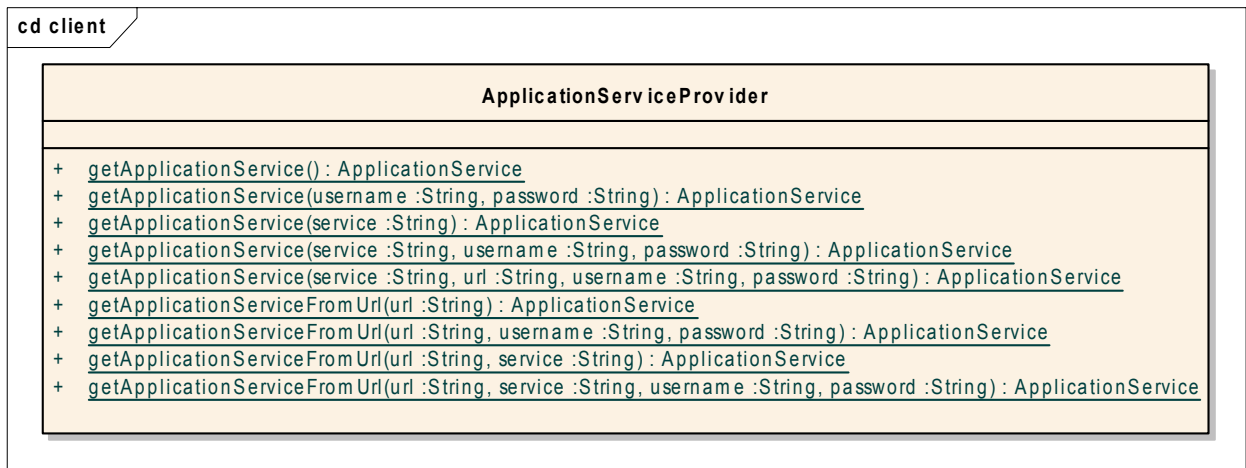 cd client
ApplicationServiceProvider
+ getApplicationService() : ApplicationService
+ getApplicationService(username :String, password :String) : ApplicationService
+ getApplicationService(service :String) : ApplicationService
+ getApplicationService(service :String, username :String, password :String) : ApplicationService
+ getApplicationService(service :String, url :String, username :String, password :String) : ApplicationService
+ getApplicationServiceFromUrl(url :String) : ApplicationService
+ getApplicationServiceFromUrl(url :String, username :String, password :String) : ApplicationService
+ getApplicationServiceFromUrl(url :String, service :String) : ApplicationService
+ getApplicationServiceFromUrl(url :String, service :String, username :String, password :String) : ApplicationService